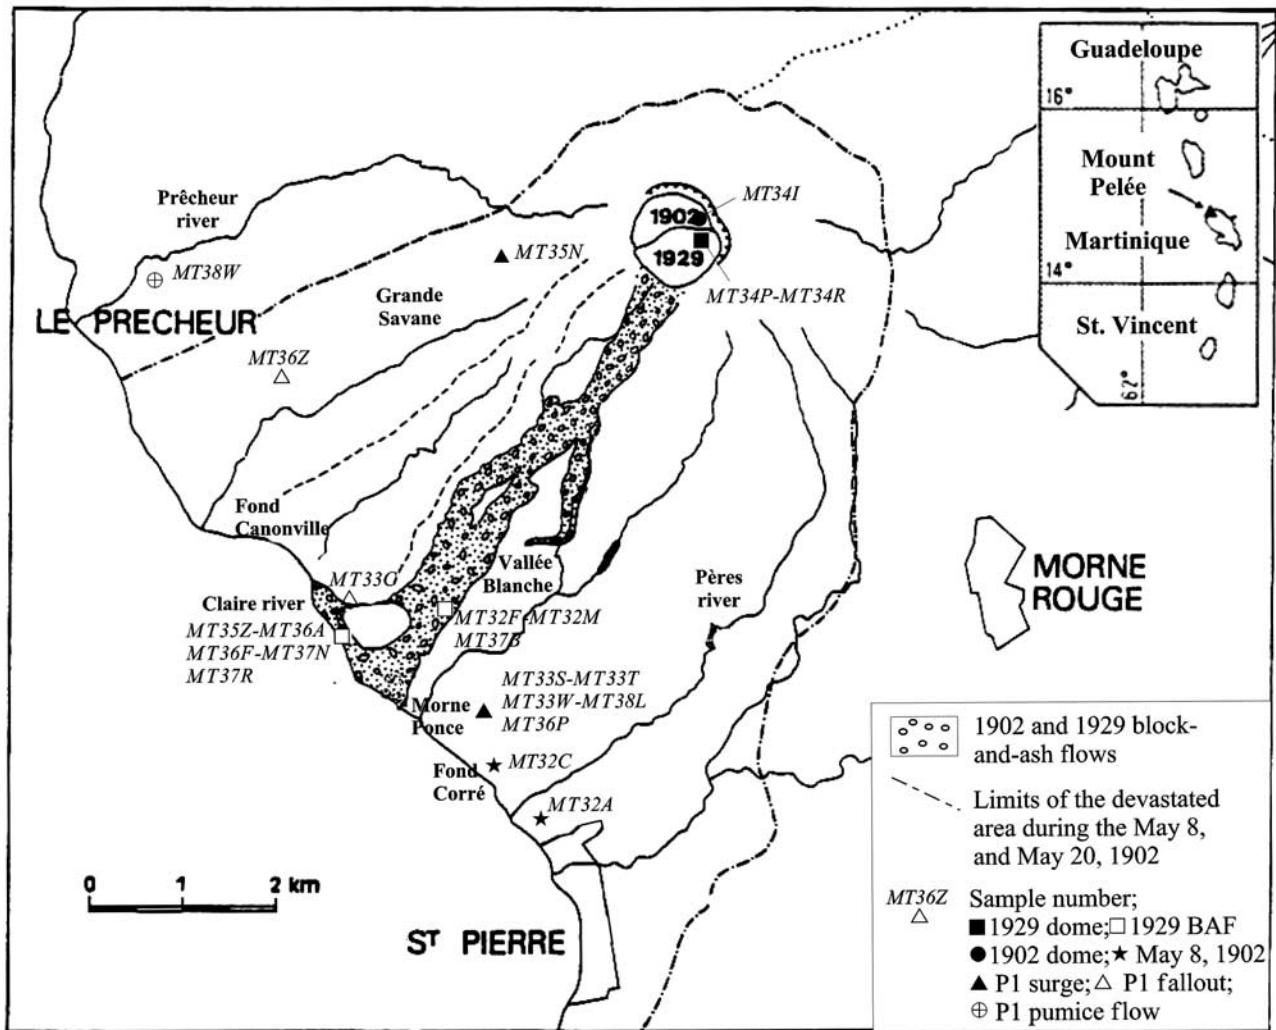 Guadeloupe
16°
Mount
Pelée
Martinique
14°
St. Vincent
62°
Prêcheur
river
MT38W
LE PRECHEUR
MT35N
1902
MT34I
1929
MT34P-MT34R
Grande
Savane
MT36Z
Fond
Canonville
MT33G
Claire river
MT35Z-MT36A
MT36F-MT37N
MT37R
Vallée
Blanche
MT32F-MT32M
MT37B
Pères
river
MORNE
ROUGE
MT33S-MT33T
MT33W-MT38L
MT36P
Morne
Ponce
Fond
Corré
MT32C
MT32A
0 1 2 km
ST PIERRE
1902 and 1929 block-
and-ash flows
Limits of the devastated
area during the May 8,
and May 20, 1902
MT36Z
Sample number;
■ 1929 dome; □ 1929 BAF
● 1902 dome; ★ May 8, 1902
▲ P1 surge; △ P1 fallout;
⊕ P1 pumice flow